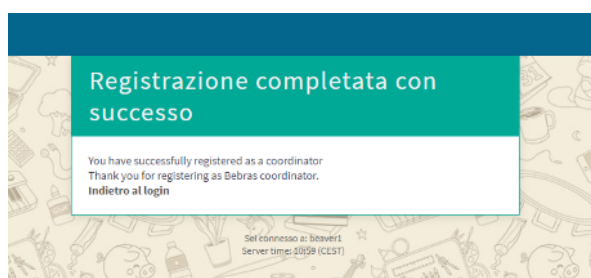 Registrazione completata con
successo
You have successfully registered as a coordinator
Thank you for registering as Bebras coordinator.
Indietro al login
Sei connesso a: beaver1
Server time: 10:59 (CEST)